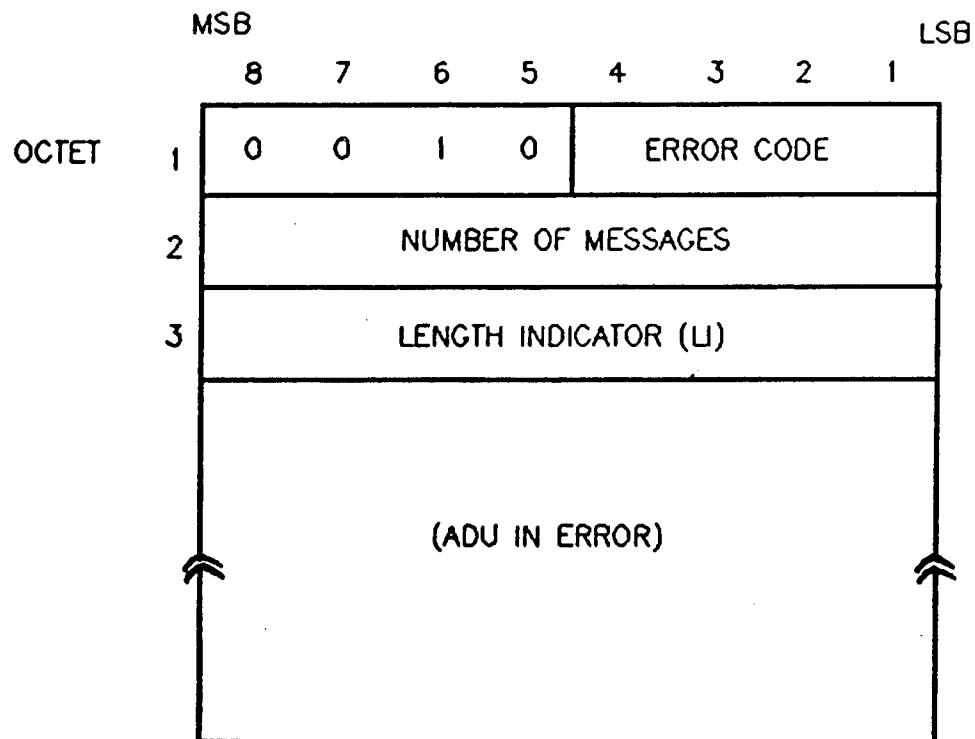 MSB LSB
8 7 6 5 4 3 2 1
OCTET 1 0 0 1 0 ERROR CODE
2 NUMBER OF MESSAGES
3 LENGTH INDICATOR (LI)
(ADU IN ERROR)